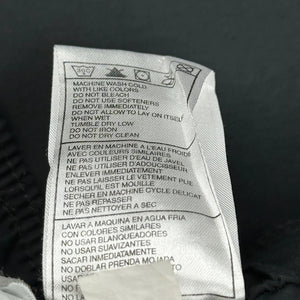 MACHINE WASH COLD
WITH LIKE COLORS
DO NOT BLEACH
DO NOT USE SOFTENERS
REMOVE IMMEDIATELY
DO NOT ALLOW TO LAY ON ITSELF
WHEN WET
TUMBLE DRY LOW
DO NOT IRON
DO NOT DRY CLEAN
LAVER EN MACHINE A L'EAU FROIDE
AVEC COULEURS SIMILAIRES
NE PAS UTILISER D'EAU DE JAVEL
NE PAS UTILISER D'ADOUCISSEUR
ENLEVER IMMEDIATEMENT
NE PAS LAISSER LE VETEMENT PLIE
LORSQU'IL EST MOUILLE
SECHER EN MACHINE CYCLE DELICAT
NE PAS REPASSER
NE PAS NETTOYER A SEC
LAVAR A MAQUINA EN AGUA FRIA
CON COLORES SIMILARES
NO USAR BLANQUEADOR
NO USAR SUAVIZANTES
SACAR INMEDIATAMENTE
NO DOBLAR PRENDA MOJADA